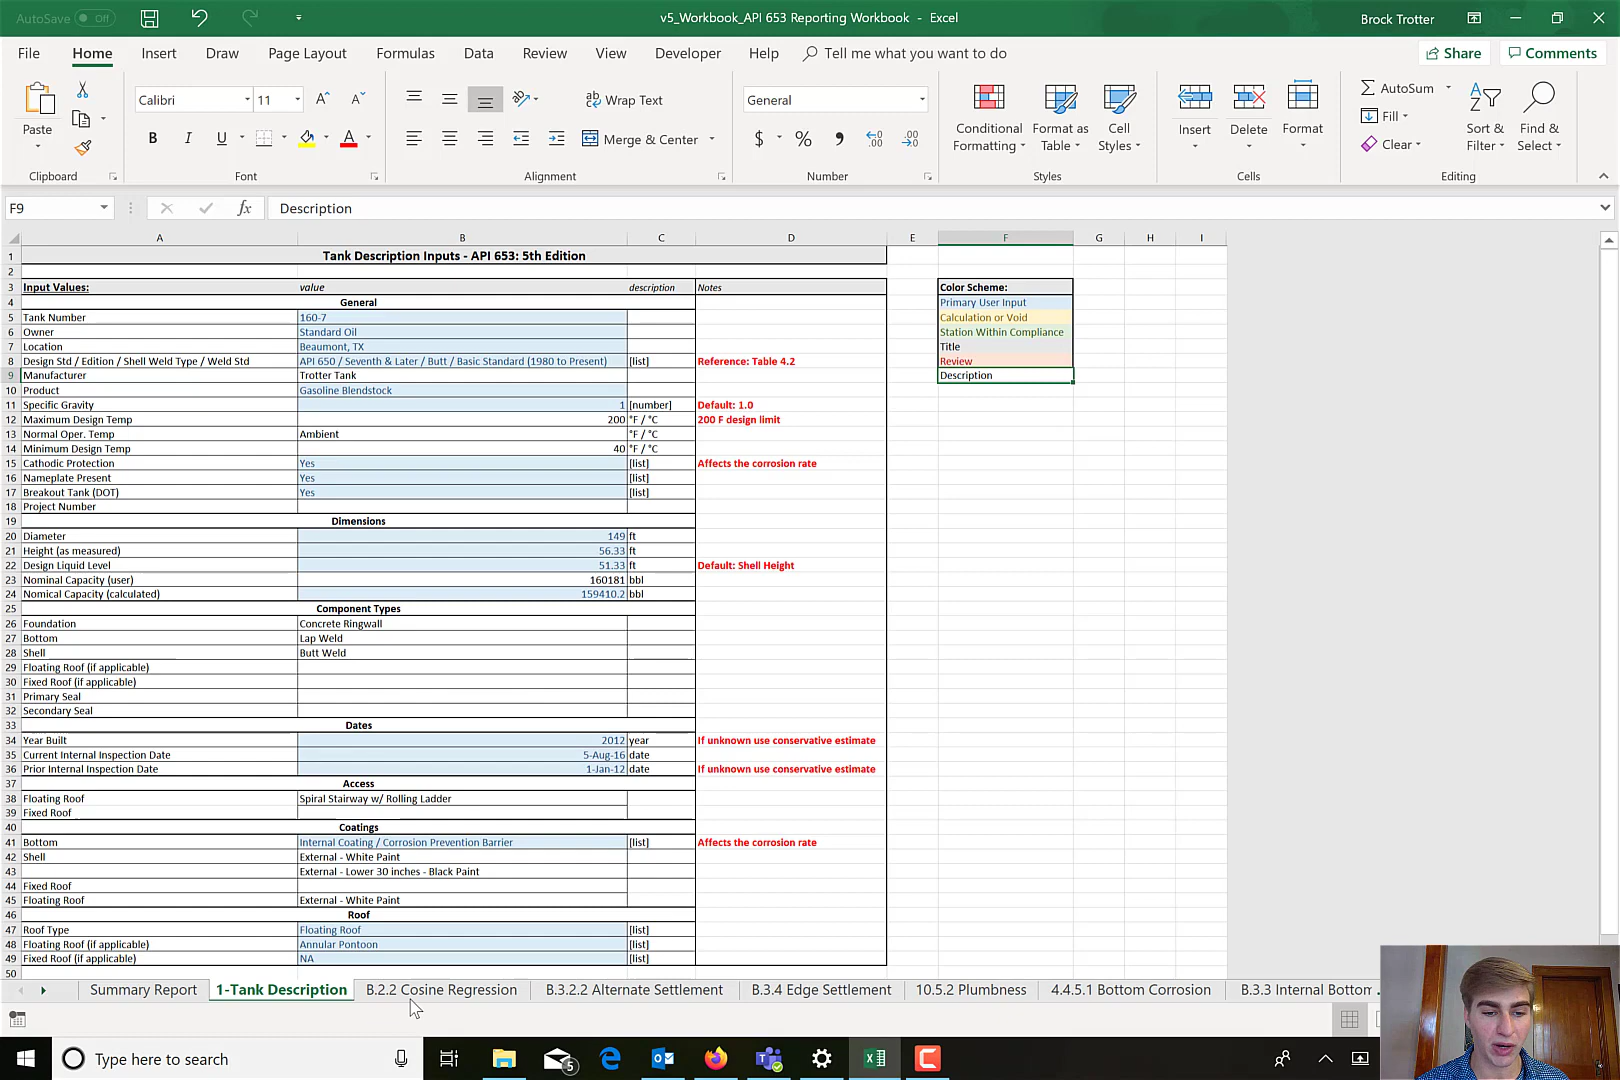 AutoSave Off
v5_Workbook_API 653 Reporting Workbook - Excel
Brock Trotter
File Home Insert Draw Page Layout Formulas Data Review View Developer Help Tell me what you want to do Share Comments
Paste
Calibri 11
B I U
Wrap Text
Merge & Center
General
$ % ,
Conditional Formatting
Format as Table
Cell Styles
Insert
Delete
Format
AutoSum
Fill
Clear
Sort & Filter
Find & Select
Clipboard Font Alignment Number Styles Cells Editing
F9 fx Description
A B C D E F G H I
1 Tank Description Inputs - API 653: 5th Edition
2
3 Input Values: value description Notes Color Scheme:
4 General Primary User Input
5 Tank Number 160-7 Calculation or Void
6 Owner Standard Oil Station Within Compliance
7 Location Beaumont, TX Title
8 Design Std / Edition / Shell Weld Type / Weld Std API 650 / Seventh & Later / Butt / Basic Standard (1980 to Present) [list] Reference: Table 4.2 Review
9 Manufacturer Trotter Tank Description
10 Product Gasoline Blendstock
11 Specific Gravity 1 [number] Default: 1.0
12 Maximum Design Temp 200 °F / °C 200 F design limit
13 Normal Oper. Temp Ambient °F / °C
14 Minimum Design Temp 40 °F / °C
15 Cathodic Protection Yes [list] Affects the corrosion rate
16 Nameplate Present Yes [list]
17 Breakout Tank (DOT) Yes [list]
18 Project Number
19 Dimensions
20 Diameter 149 ft
21 Height (as measured) 56.33 ft
22 Design Liquid Level 51.33 ft Default: Shell Height
23 Nominal Capacity (user) 160181 bbl
24 Nomical Capacity (calculated) 159410.2 bbl
25 Component Types
26 Foundation Concrete Ringwall
27 Bottom Lap Weld
28 Shell Butt Weld
29 Floating Roof (if applicable)
30 Fixed Roof (if applicable)
31 Primary Seal
32 Secondary Seal
33 Dates
34 Year Built 2012 year If unknown use conservative estimate
35 Current Internal Inspection Date 5-Aug-16 date
36 Prior Internal Inspection Date 1-Jan-12 date If unknown use conservative estimate
37 Access
38 Floating Roof Spiral Stairway w/ Rolling Ladder
39 Fixed Roof
40 Coatings
41 Bottom Internal Coating / Corrosion Prevention Barrier [list] Affects the corrosion rate
42 Shell External - White Paint
43 External - Lower 30 inches - Black Paint
44 Fixed Roof
45 Floating Roof External - White Paint
46 Roof
47 Roof Type Floating Roof [list]
48 Floating Roof (if applicable) Annular Pontoon [list]
49 Fixed Roof (if applicable) NA [list]
50
Summary Report 1-Tank Description B.2.2 Cosine Regression B.3.2.2 Alternate Settlement B.3.4 Edge Settlement 10.5.2 Plumbness 4.4.5.1 Bottom Corrosion B.3.3 Internal Bottom
Type here to search
5